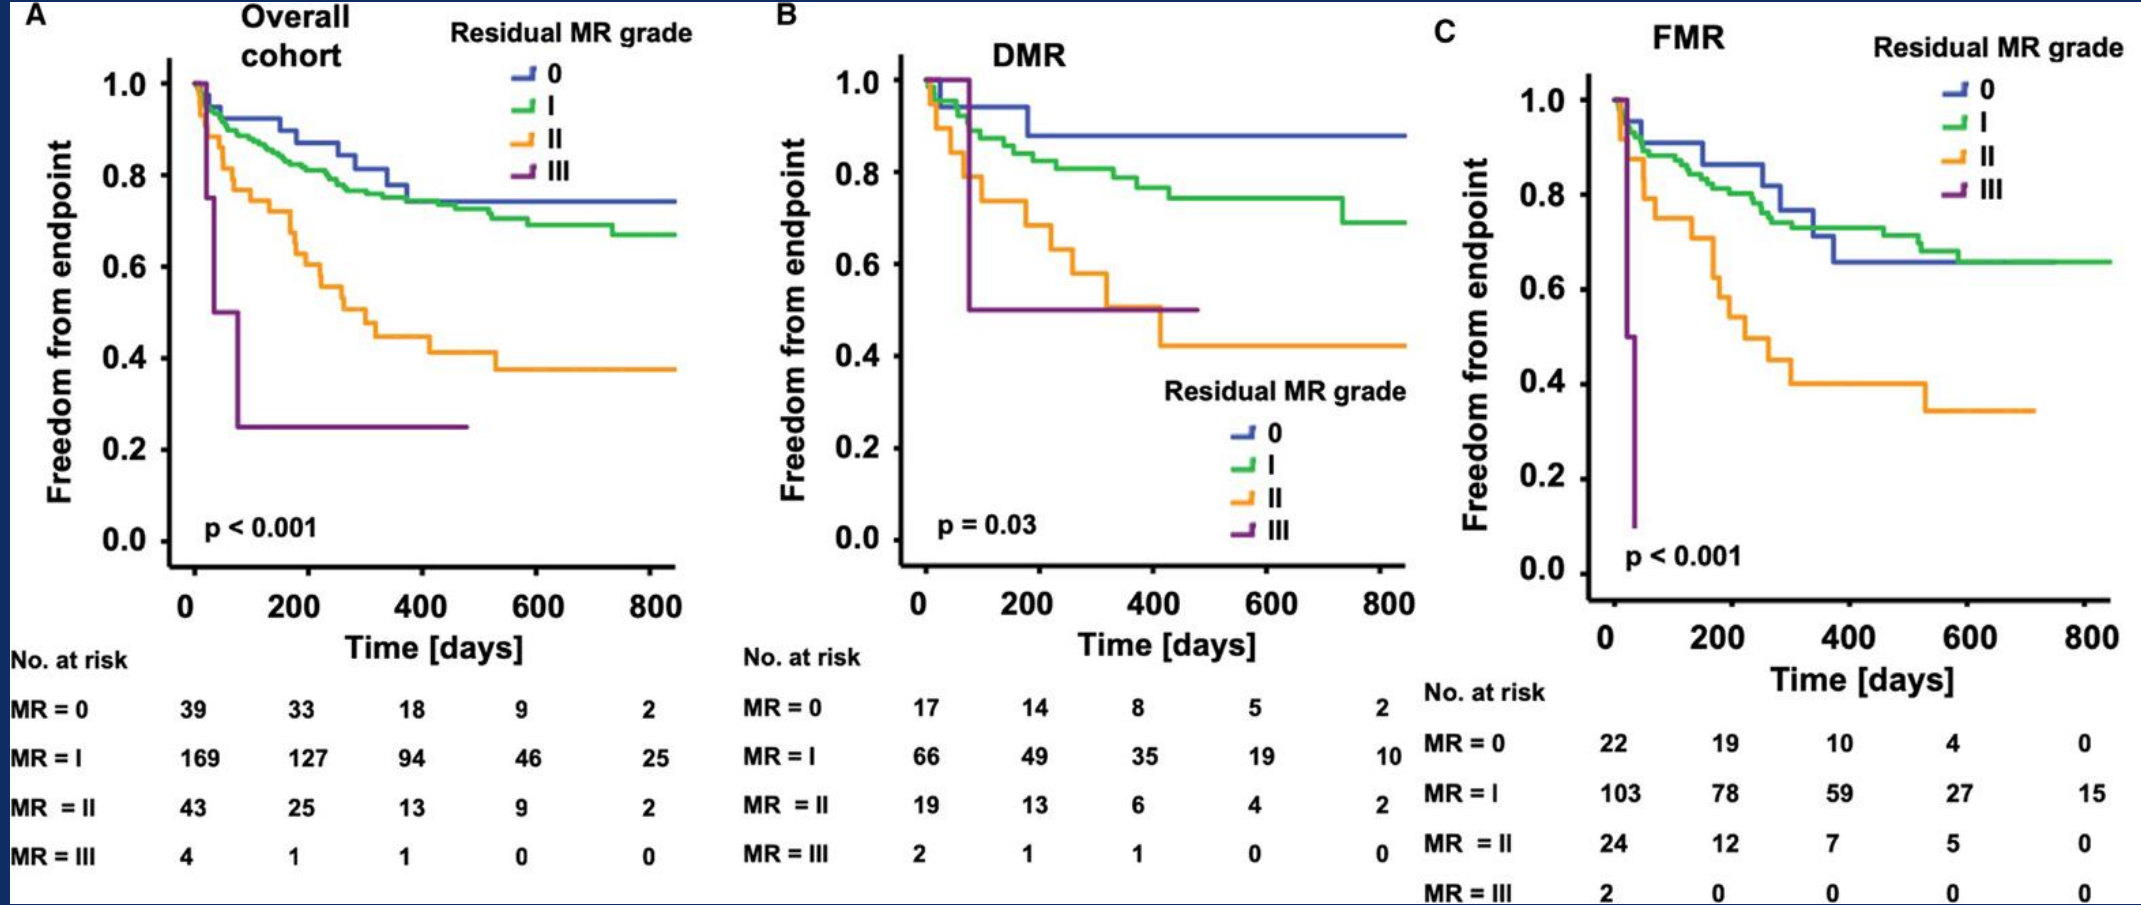 A
Overall
cohort
Residual MR grade
0
I
II
III
Freedom from endpoint
1.0
0.8
0.6
0.4
0.2
0.0
p < 0.001
0 200 400 600 800
Time [days]
No. at risk
MR = 0 39 33 18 9 2
MR = I 169 127 94 46 25
MR = II 43 25 13 9 2
MR = III 4 1 1 0 0
B
DMR
Freedom from endpoint
1.0
0.8
0.6
0.4
0.2
0.0
Residual MR grade
0
I
II
III
p = 0.03
0 200 400 600 800
Time [days]
No. at risk
MR = 0 17 14 8 5 2
MR = I 66 49 35 19 10
MR = II 19 13 6 4 2
MR = III 2 1 1 0 0
C
FMR
Residual MR grade
0
I
II
III
Freedom from endpoint
1.0
0.8
0.6
0.4
0.2
0.0
p < 0.001
0 200 400 600 800
Time [days]
No. at risk
MR = 0 22 19 10 4 0
MR = I 103 78 59 27 15
MR = II 24 12 7 5 0
MR = III 2 0 0 0 0